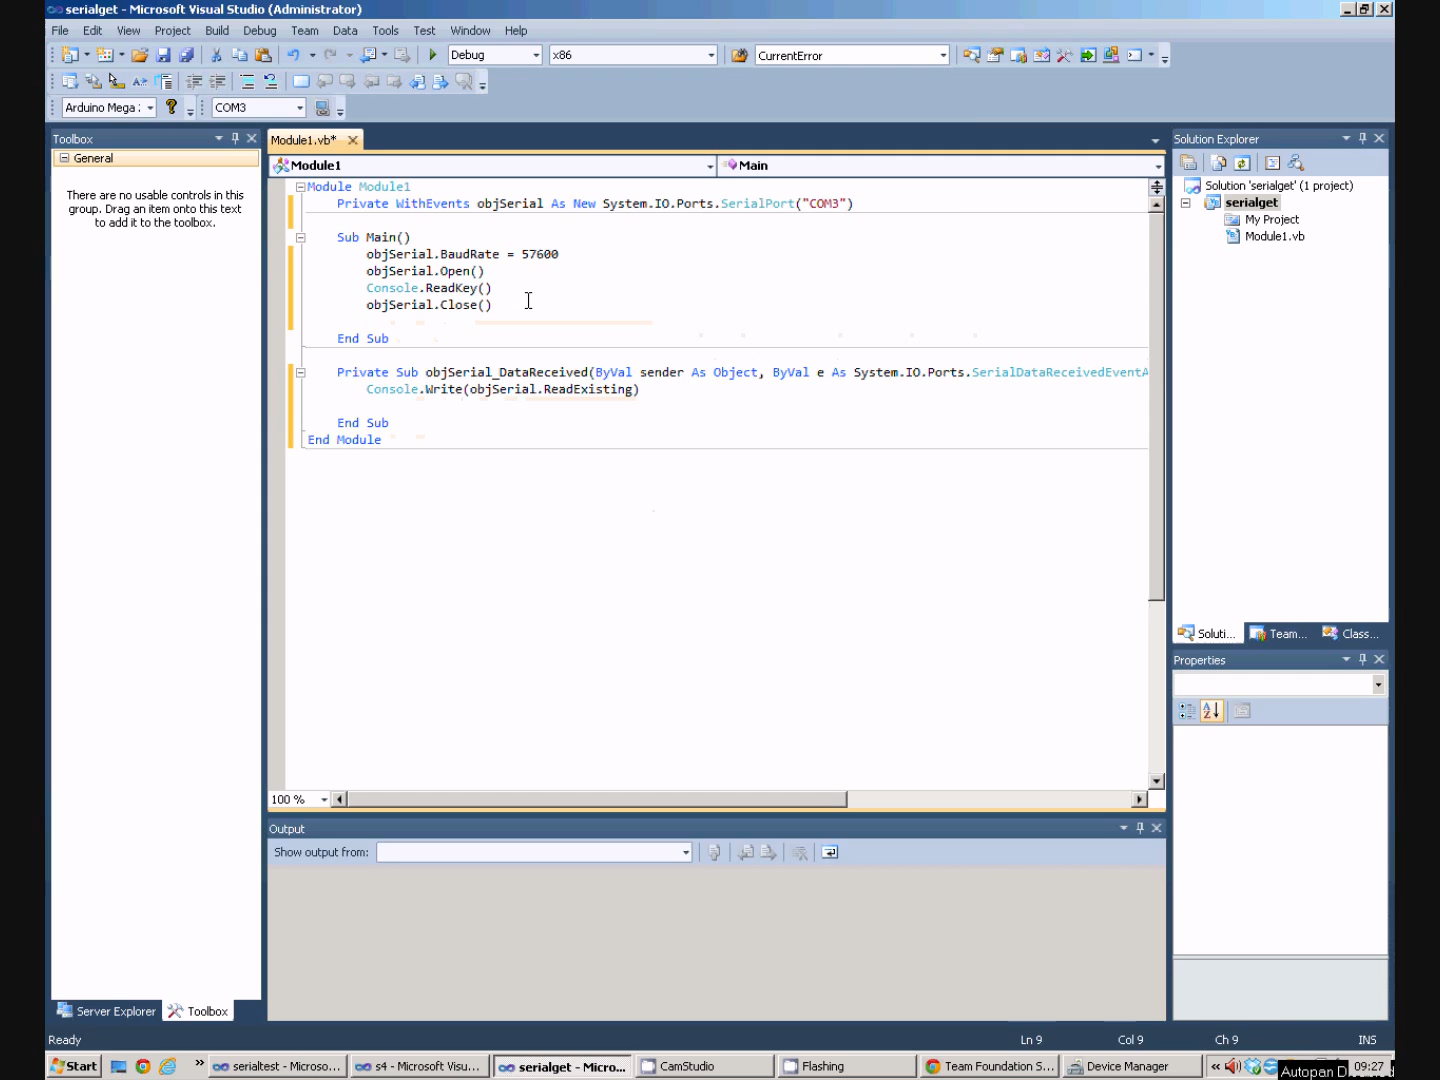 serialget - Microsoft Visual Studio (Administrator)
File Edit View Project Build Debug Team Data Tools Test Window Help
Debug x86 CurrentError
Arduino Mega COM3
Toolbox
General
There are no usable controls in this
group. Drag an item onto this text
to add it to the toolbox.
Server Explorer Toolbox
Module1.vb*
Module1 Main
Module Module1
Private WithEvents objSerial As New System.IO.Ports.SerialPort("COM3")
Sub Main()
objSerial.BaudRate = 57600
objSerial.Open()
Console.ReadKey()
objSerial.Close()
End Sub
Private Sub objSerial_DataReceived(ByVal sender As Object, ByVal e As System.IO.Ports.SerialDataReceivedEventA
Console.Write(objSerial.ReadExisting)
End Sub
End Module
100 %
Output
Show output from:
Solution Explorer
Solution 'serialget' (1 project)
serialget
My Project
Module1.vb
Soluti... Team... Class...
Properties
Ready Ln 9 Col 9 Ch 9 INS
Start serialtest - Microso... s4 - Microsoft Visu... serialget - Micro... CamStudio Flashing Team Foundation S... Device Manager 09:27
Autopan D